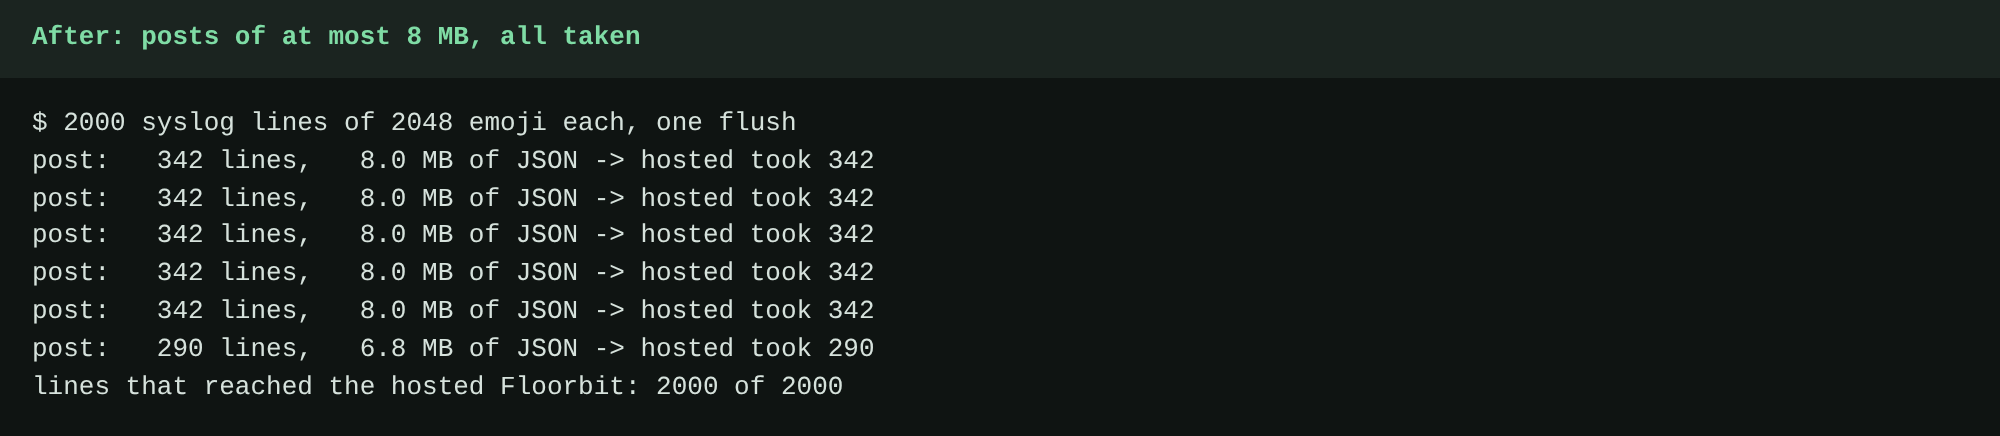 After: posts of at most 8 MB, all taken
$ 2000 syslog lines of 2048 emoji each, one flush
post:   342 lines,   8.0 MB of JSON -> hosted took 342
post:   342 lines,   8.0 MB of JSON -> hosted took 342
post:   342 lines,   8.0 MB of JSON -> hosted took 342
post:   342 lines,   8.0 MB of JSON -> hosted took 342
post:   342 lines,   8.0 MB of JSON -> hosted took 342
post:   290 lines,   6.8 MB of JSON -> hosted took 290
lines that reached the hosted Floorbit: 2000 of 2000